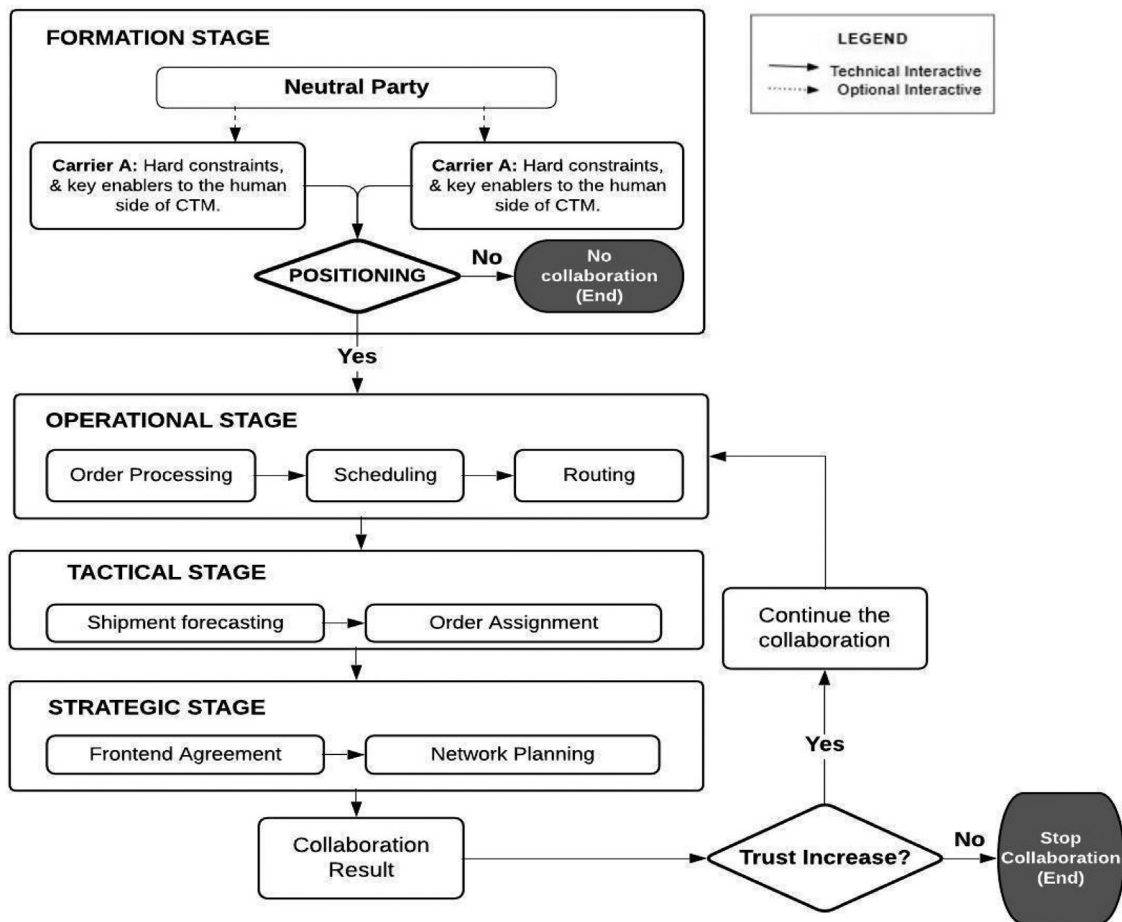 FORMATION STAGE
Neutral Party
Carrier A: Hard constraints,
& key enablers to the human
side of CTM.
Carrier A: Hard constraints,
& key enablers to the human
side of CTM.
POSITIONING
No
No
collaboration
(End)
Yes
LEGEND
Technical Interactive
Optional Interactive
OPERATIONAL STAGE
Order Processing
Scheduling
Routing
TACTICAL STAGE
Shipment forecasting
Order Assignment
STRATEGIC STAGE
Frontend Agreement
Network Planning
Collaboration
Result
Trust Increase?
Yes
Continue the
collaboration
No
Stop
Collaboration
(End)